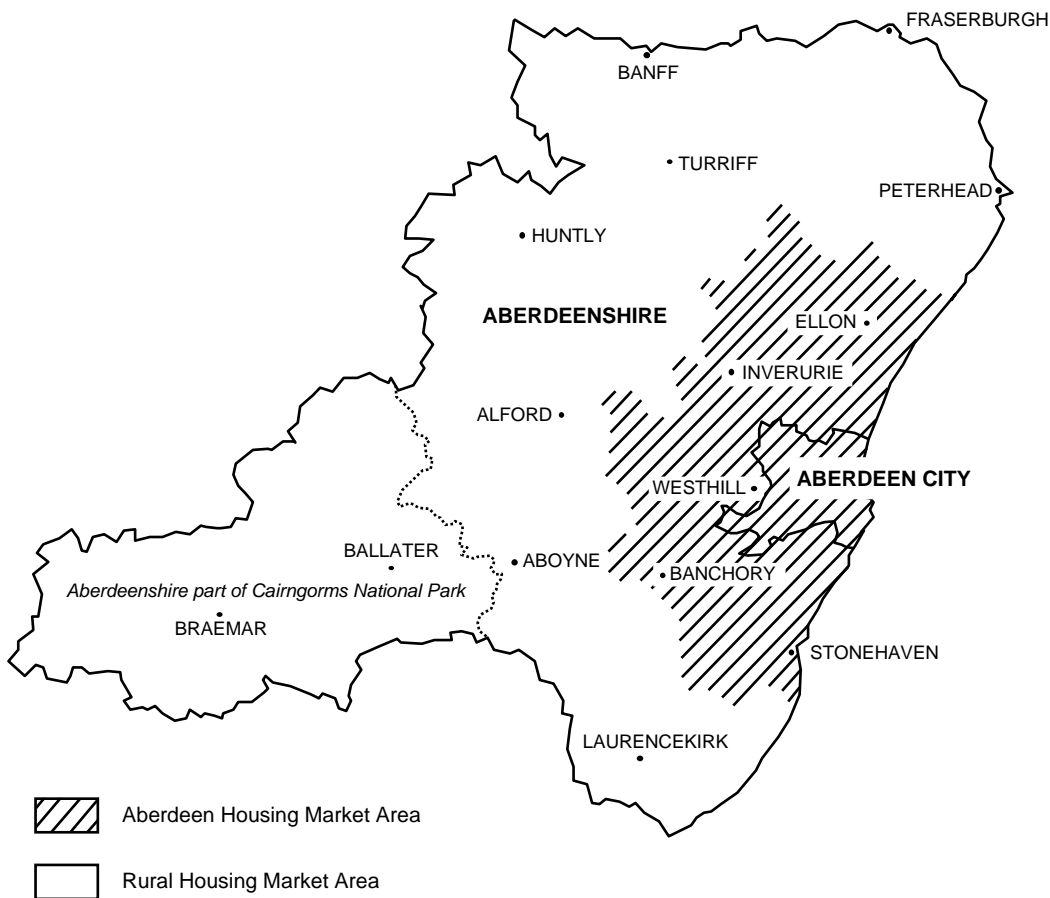 FRASERBURGH
BANFF
TURRIFF
PETERHEAD
HUNTLY
ABERDEENSHIRE
ELLON
INVERURIE
ALFORD
ABERDEEN CITY
WESTHILL
BALLATER
ABOYNE
BANCHORY
Aberdeenshire part of Cairngorms National Park
BRAEMAR
STONEHAVEN
LAURENCEKIRK
Aberdeen Housing Market Area
Rural Housing Market Area